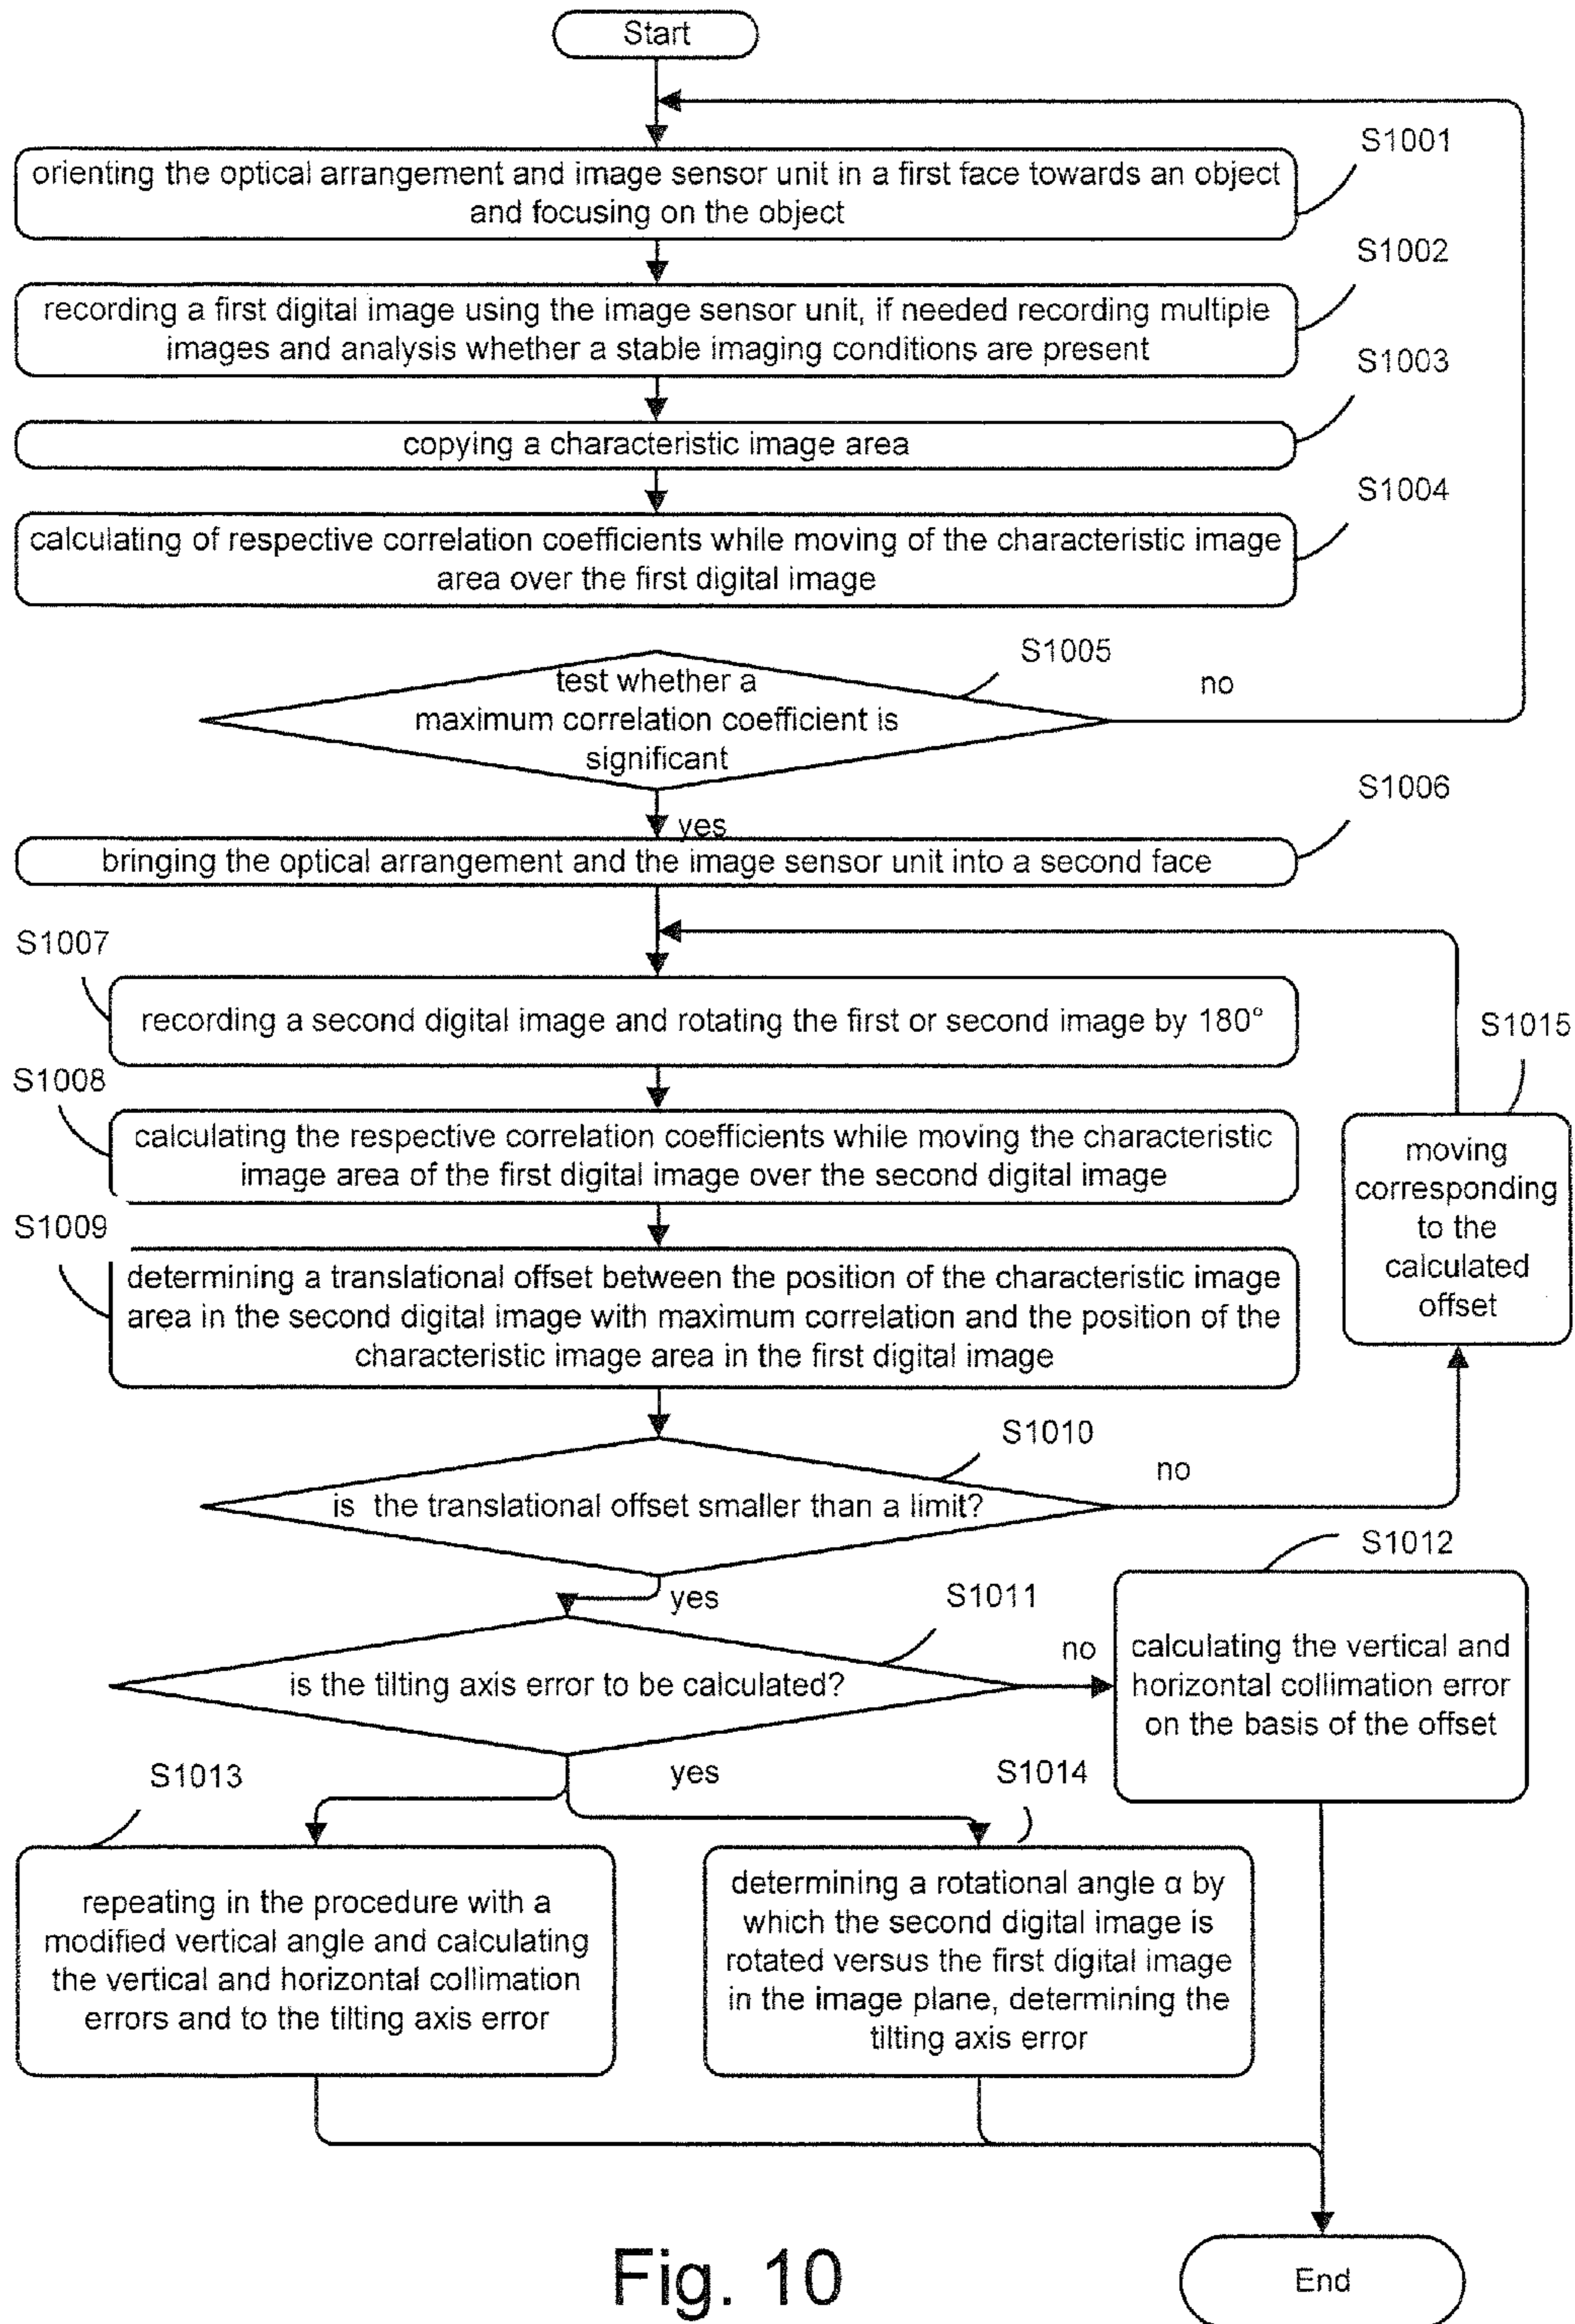 Start
S1001
orienting the optical arrangement and image sensor unit in a first face towards an object
and focusing on the object
S1002
recording a first digital image using the image sensor unit, if needed recording multiple
images and analysis whether a stable imaging conditions are present
S1003
copying a characteristic image area
S1004
calculating of respective correlation coefficients while moving of the characteristic image
area over the first digital image
S1005
test whether a
maximum correlation coefficient is
significant
no
yes
S1006
bringing the optical arrangement and the image sensor unit into a second face
S1007
recording a second digital image and rotating the first or second image by 180°
S1008
calculating the respective correlation coefficients while moving the characteristic
image area of the first digital image over the second digital image
S1009
determining a translational offset between the position of the characteristic image
area in the second digital image with maximum correlation and the position of the
characteristic image area in the first digital image
S1015
moving
corresponding
to the
calculated
offset
S1010
is the translational offset smaller than a limit?
no
yes
S1011
is the tilting axis error to be calculated?
no
S1012
calculating the vertical and
horizontal collimation error
on the basis of the offset
yes
S1013
repeating in the procedure with a
modified vertical angle and calculating
the vertical and horizontal collimation
errors and to the tilting axis error
S1014
determining a rotational angle α by
which the second digital image is
rotated versus the first digital image
in the image plane, determining the
tilting axis error
End
Fig. 10